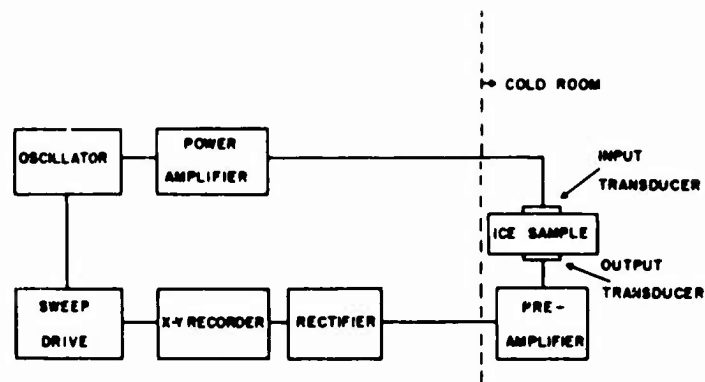 COLD ROOM
OSCILLATOR
POWER
AMPLIFIER
INPUT
TRANSDUCER
ICE SAMPLE
OUTPUT
TRANSDUCER
SWEEP
DRIVE
X-Y RECORDER
RECTIFIER
PRE-
AMPLIFIER